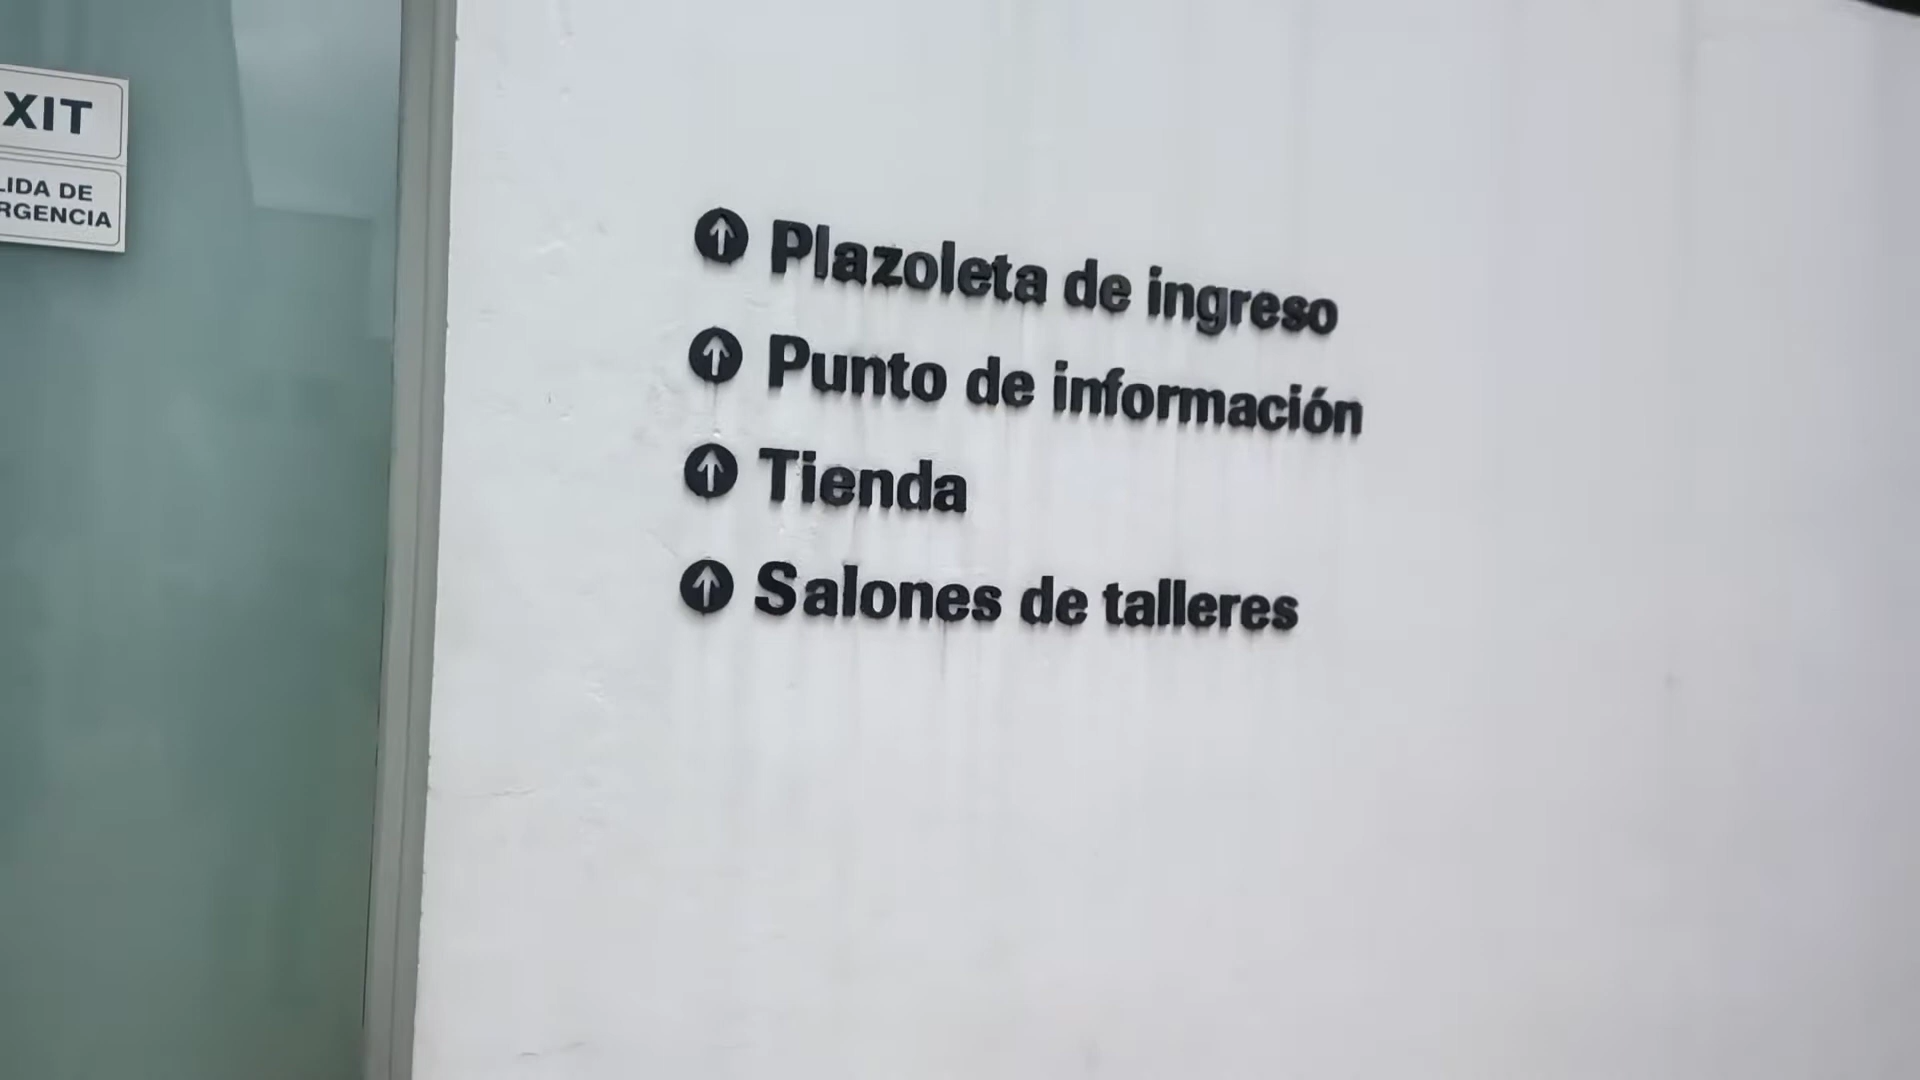 XIT
LIDA DE
RGENCIA
Plazoleta de ingreso
Punto de información
Tienda
Salones de talleres